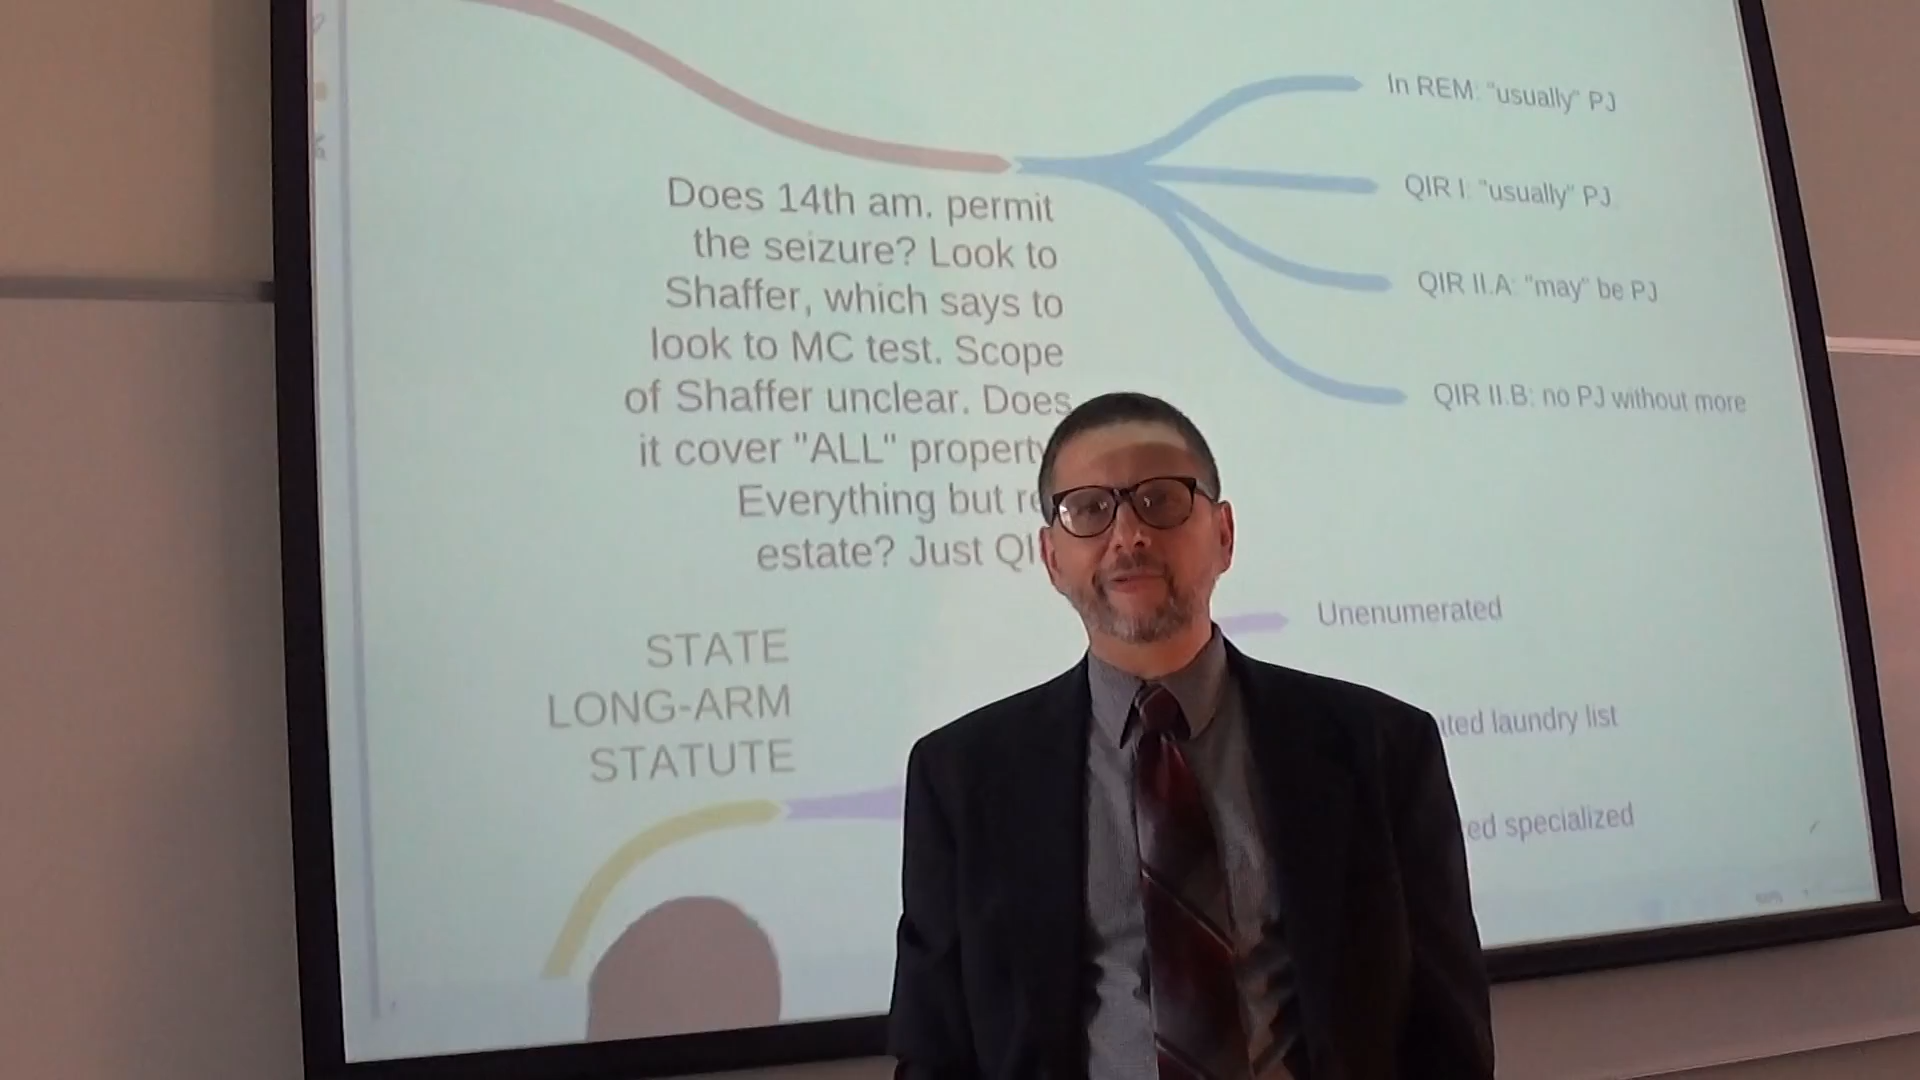 In REM: "usually" PJ
QIR I: "usually" PJ
QIR II.A: "may" be PJ
QIR II.B: no PJ without more
Does 14th am. permit
the seizure? Look to
Shaffer, which says to
look to MC test. Scope
of Shaffer unclear. Does
it cover "ALL" property
Everything but
estate? Just
STATE
LONG-ARM
STATUTE
Unenumerated
laundry list
specialized